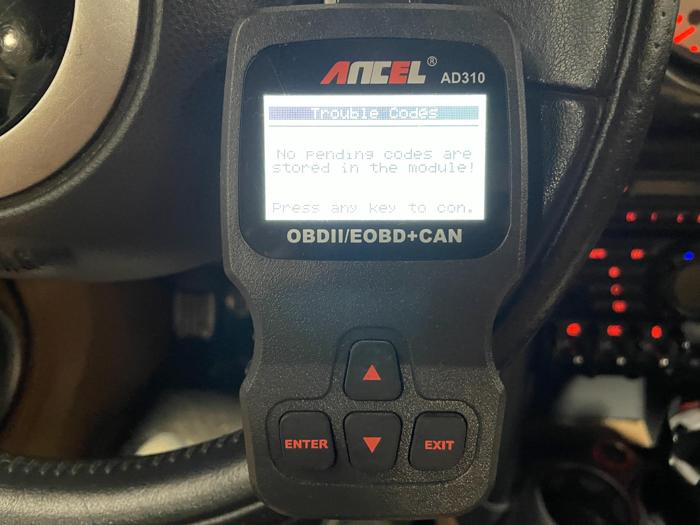 ANCEL® AD310
Trouble Codes
No pending codes are
stored in the module!
Press any key to con.
OBDII/EOBD+CAN
ENTER
EXIT